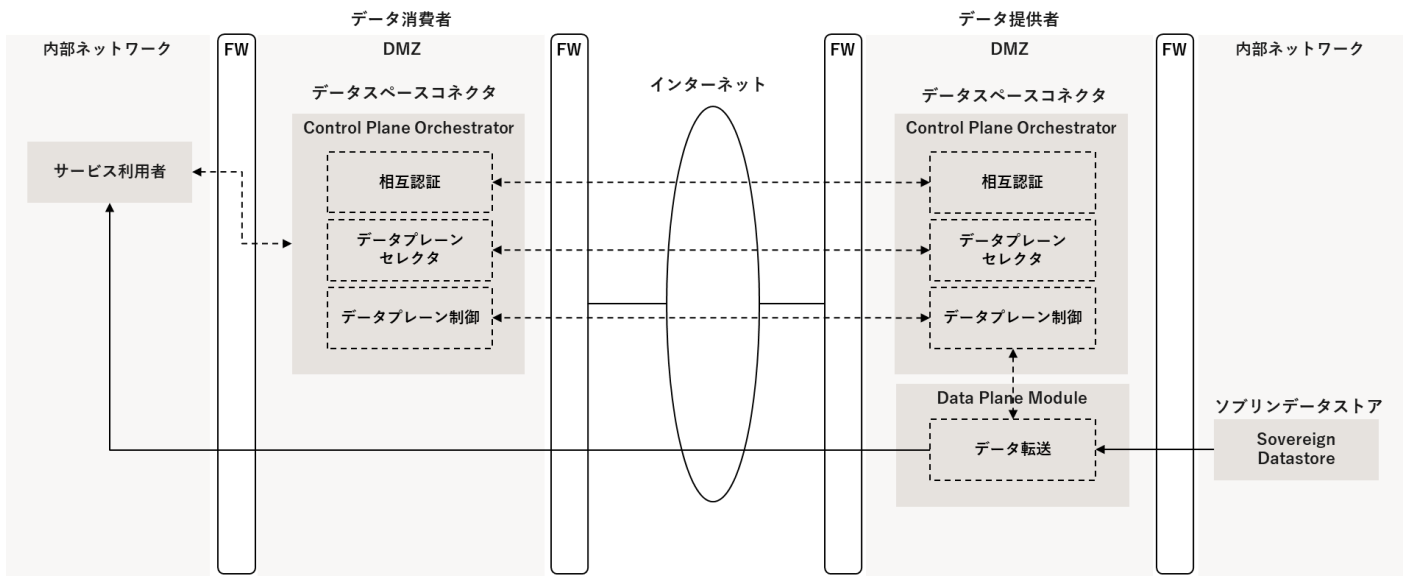 データ消費者
データ提供者
内部ネットワーク
FW
DMZ
FW
FW
DMZ
FW
内部ネットワーク
データスペースコネクタ
インターネット
データスペースコネクタ
Control Plane Orchestrator
Control Plane Orchestrator
サービス利用者
相互認証
相互認証
データプレーン
セレクタ
データプレーン
セレクタ
データプレーン制御
データプレーン制御
Data Plane Module
データ転送
ソブリンデータストア
Sovereign
Datastore